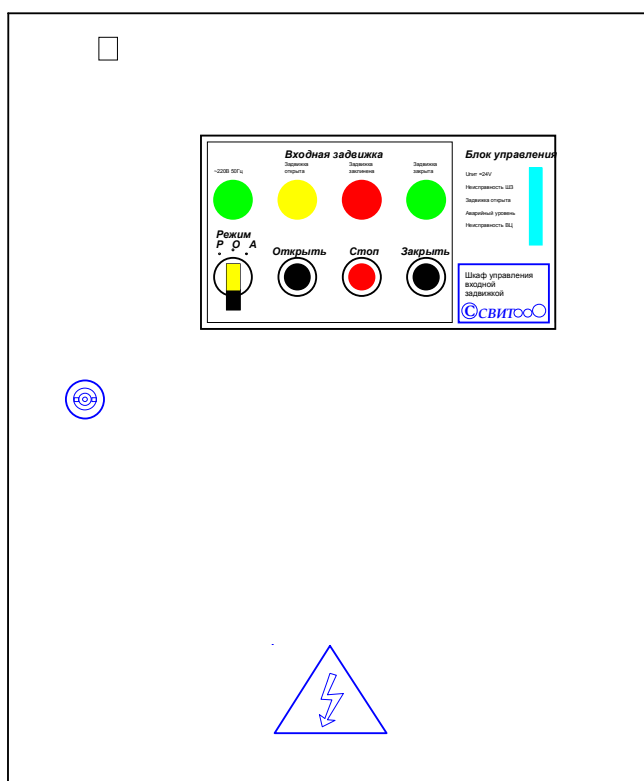 Входная задвижка
Блок управления
~220В 50Гц
Задвижка
открыта
Задвижка
заклинена
Задвижка
закрыта
Uпит =24V
Неисправность ШЗ
Задвижка открыта
Аварийный уровень
Неисправность ВЦ
Режим
Р О А
Открыть
Стоп
Закрыть
Шкаф управления
входной
задвижкой
©СВИТ